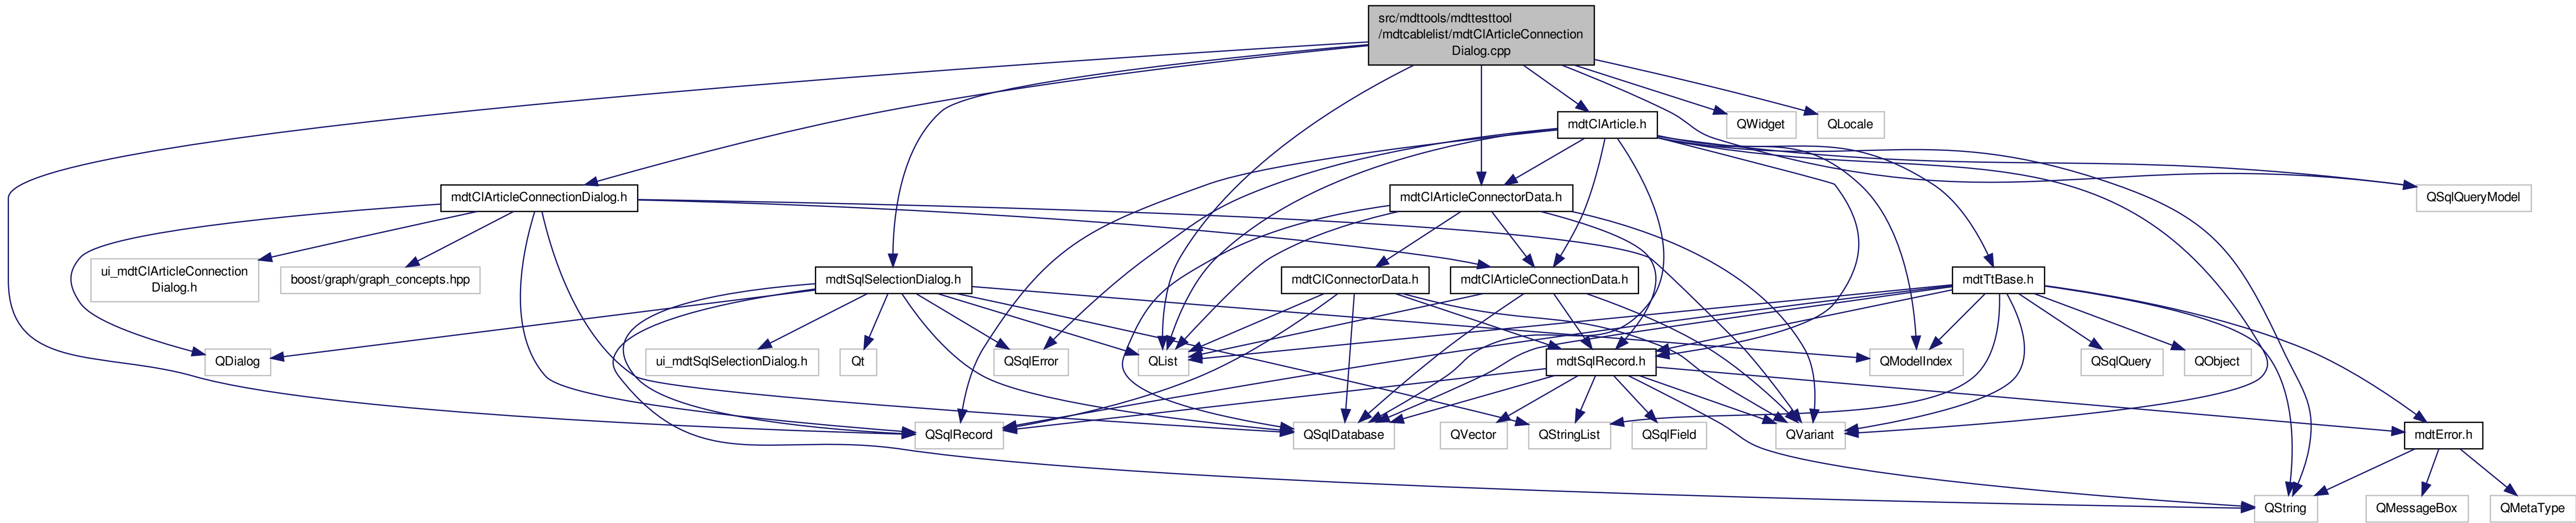 src/mdttools/mdttesttool
/mdtcablelist/mdtClArticleConnection
Dialog.cpp
mdtClArticle.h
QWidget
QLocale
mdtClArticleConnectionDialog.h
mdtClArticleConnectorData.h
QSqlQueryModel
ui_mdtClArticleConnection
Dialog.h
boost/graph/graph_concepts.hpp
mdtSqlSelectionDialog.h
mdtClConnectorData.h
mdtClArticleConnectionData.h
mdtTtBase.h
QDialog
ui_mdtSqlSelectionDialog.h
Qt
QSqlError
QList
mdtSqlRecord.h
QModelIndex
QSqlQuery
QObject
QSqlRecord
QSqlDatabase
QVector
QStringList
QSqlField
QVariant
mdtError.h
QString
QMessageBox
QMetaType